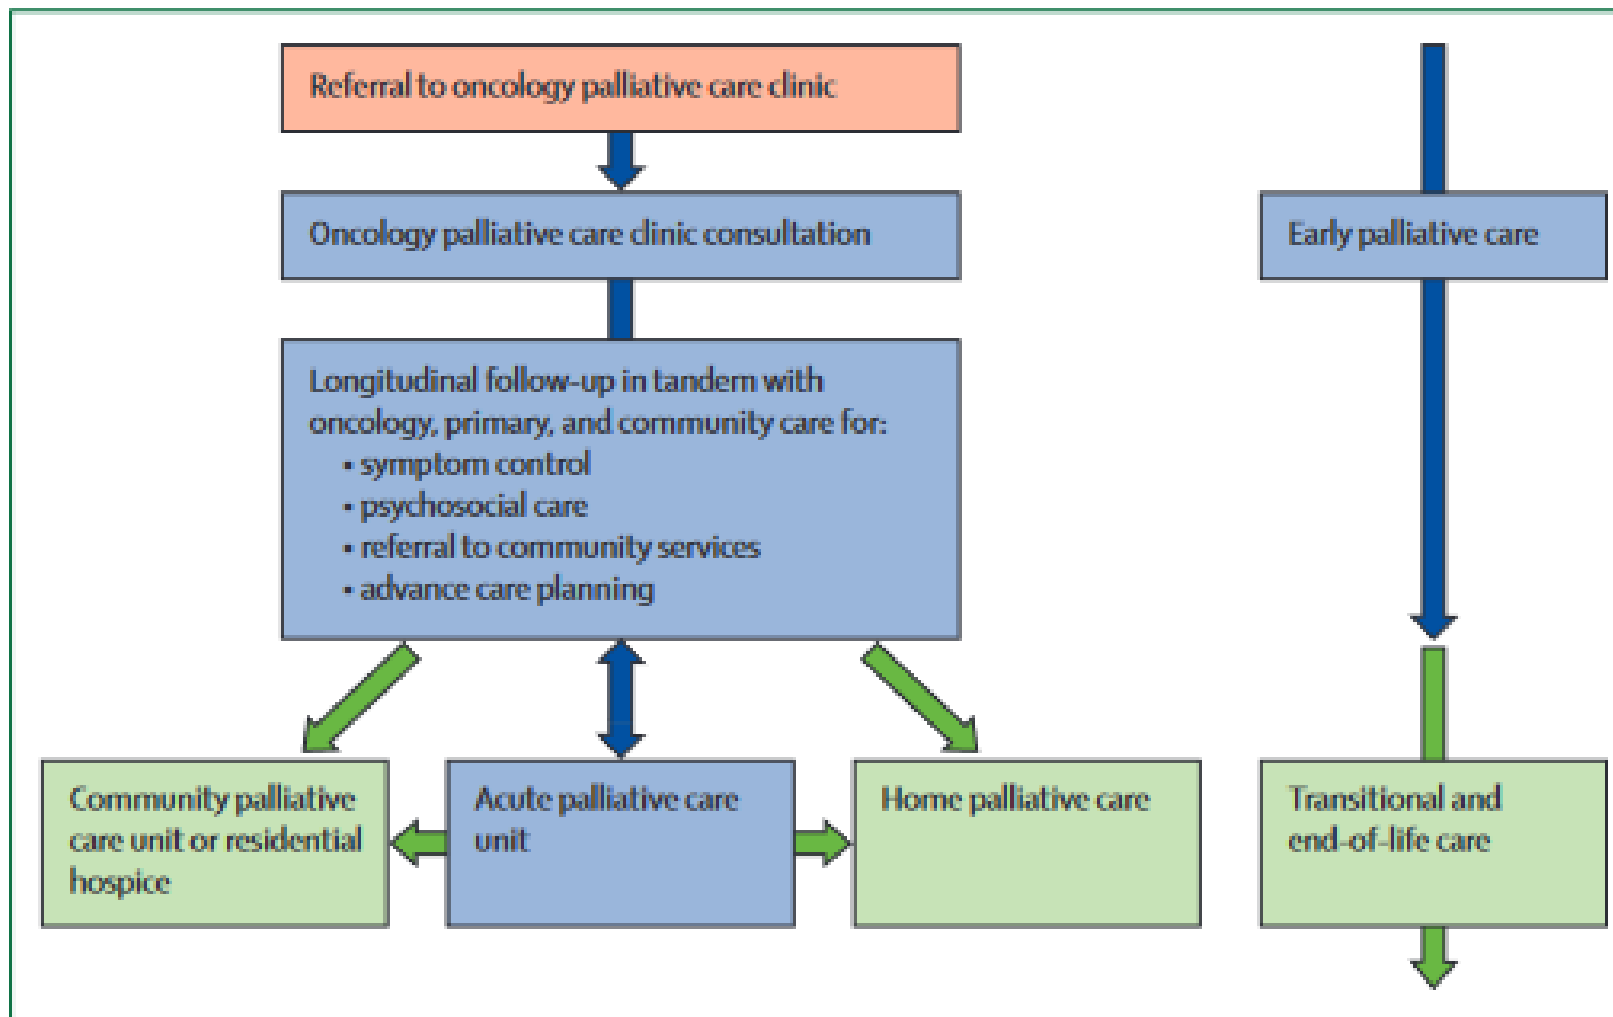 Referral to oncology palliative care clinic
Oncology palliative care clinic consultation
Early palliative care
Longitudinal follow-up in tandem with
oncology, primary, and community care for:
• symptom control
• psychosocial care
• referral to community services
• advance care planning
Community palliative
care unit or residential
hospice
Acute palliative care
unit
Home palliative care
Transitional and
end-of-life care